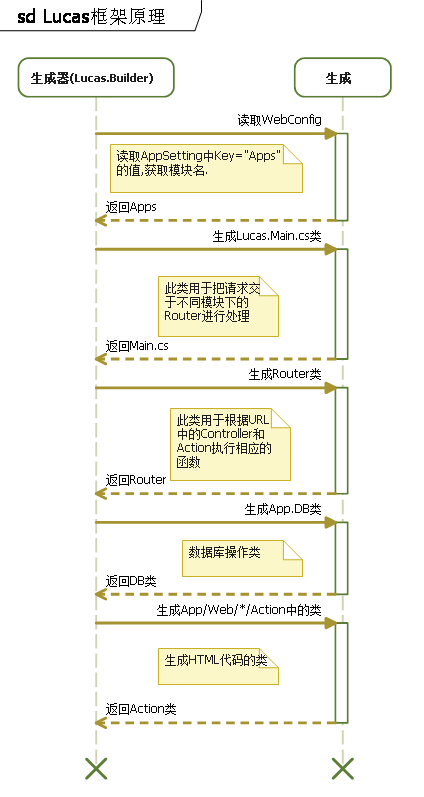 sd Lucas框架原理
生成器(Lucas.Builder)
生成
读取WebConfig
读取AppSetting中Key="Apps"
的值,获取模块名.
返回Apps
生成Lucas.Main.cs类
此类用于把请求交
于不同模块下的
Router进行处理
返回Main.cs
生成Router类
此类用于根据URL
中的Controller和
Action执行相应的
函数
返回Router
生成App.DB类
数据库操作类
返回DB类
生成App/Web/*/Action中的类
生成HTML代码的类
返回Action类